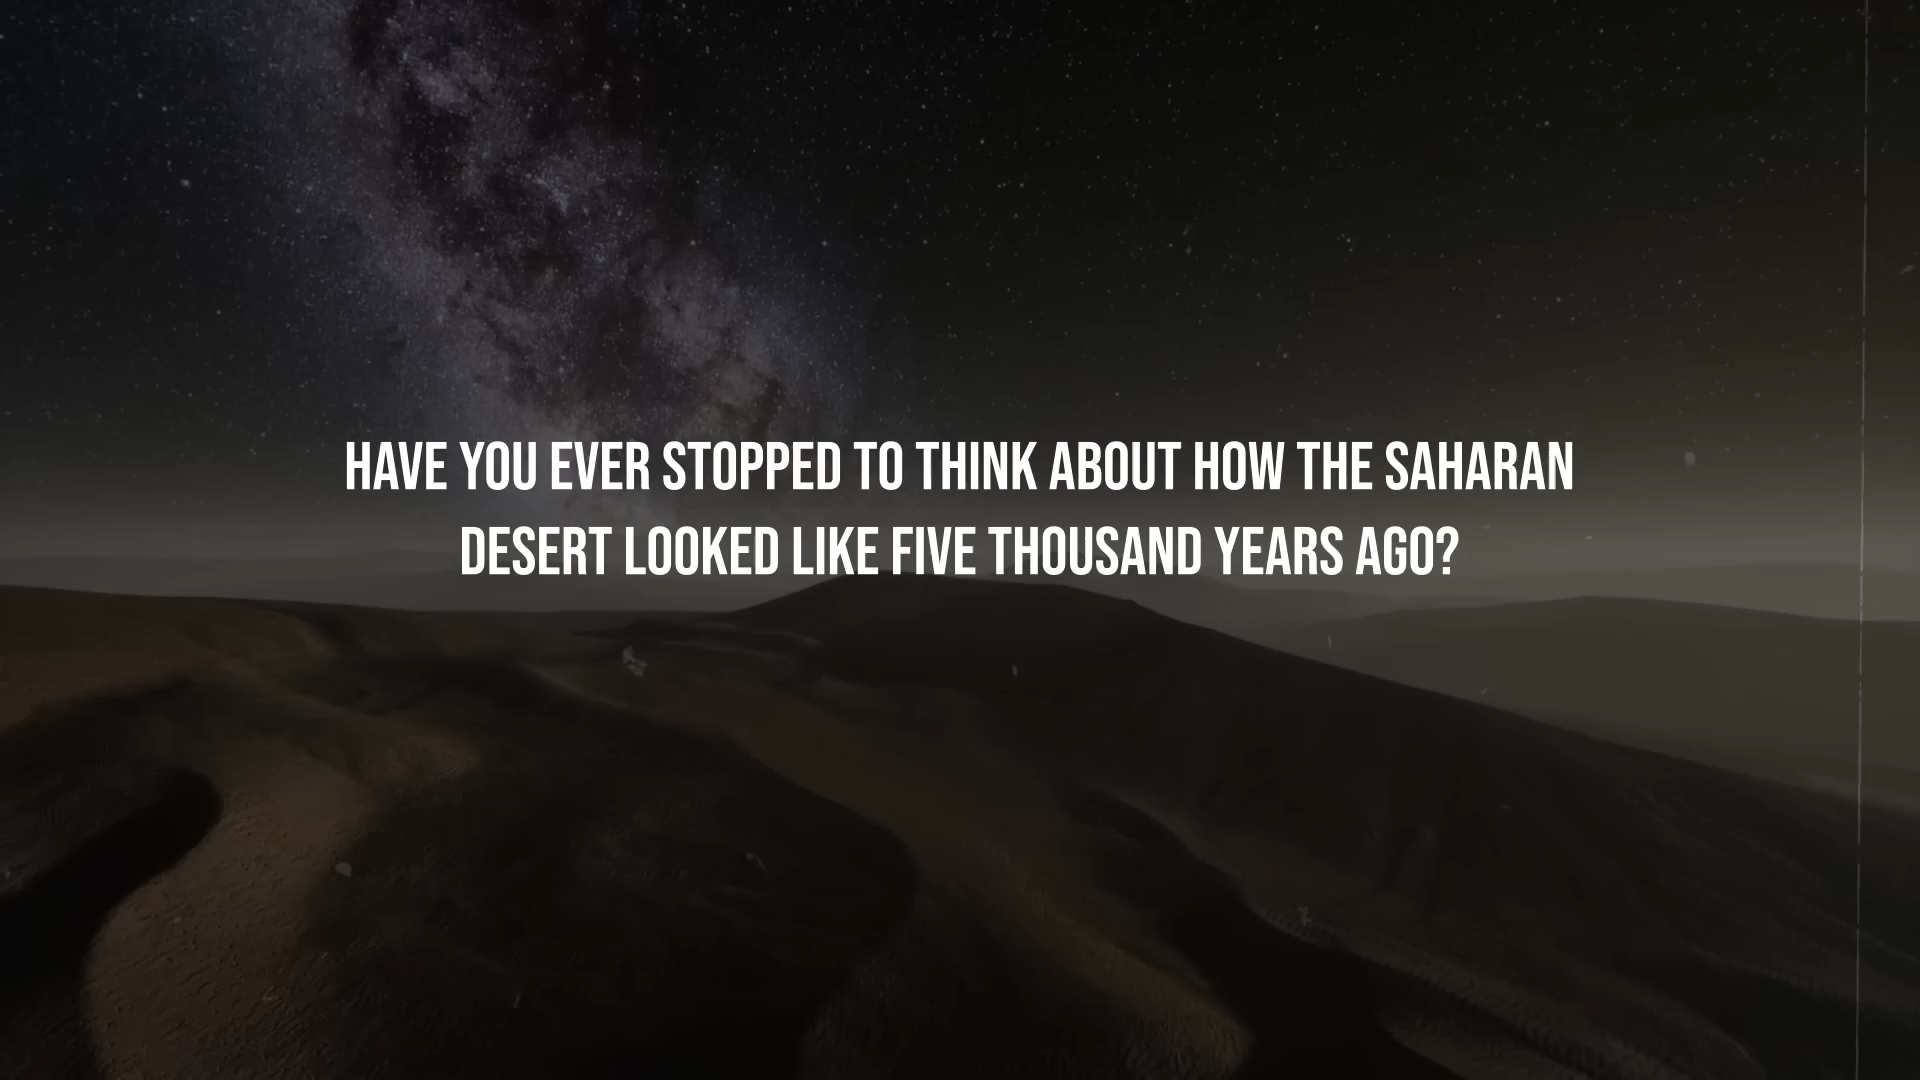 HAVE YOU EVER STOPPED TO THINK ABOUT HOW THE SAHARAN
DESERT LOOKED LIKE FIVE THOUSAND YEARS AGO?